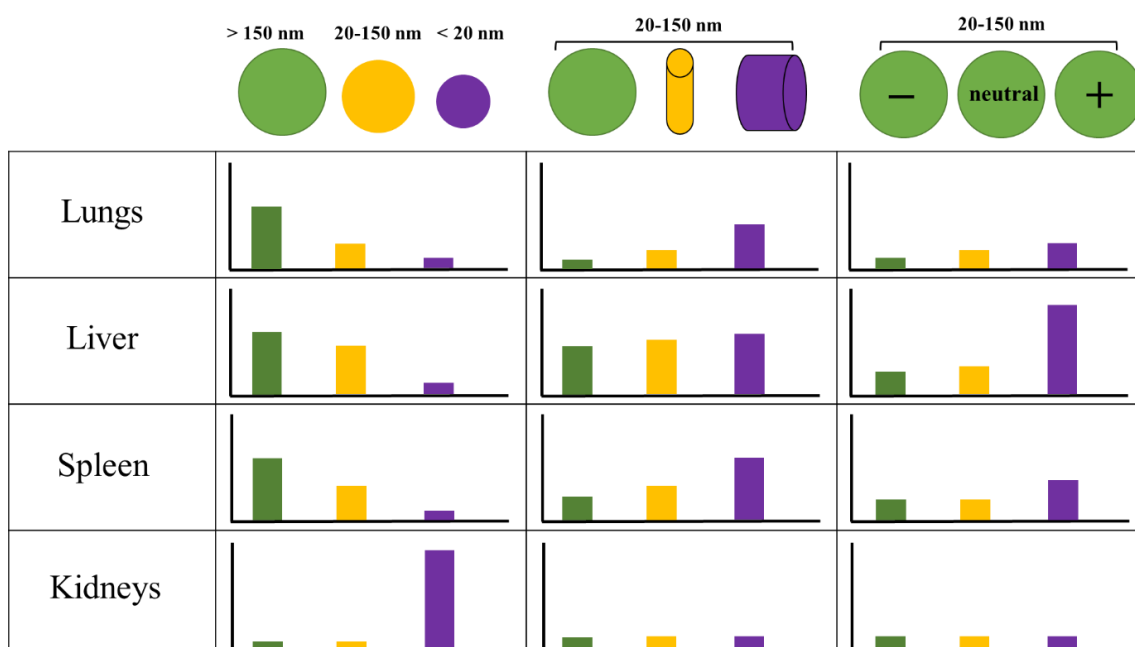 > 150 nm 20-150 nm < 20 nm
20-150 nm
20-150 nm
− neutral +
Lungs
Liver
Spleen
Kidneys